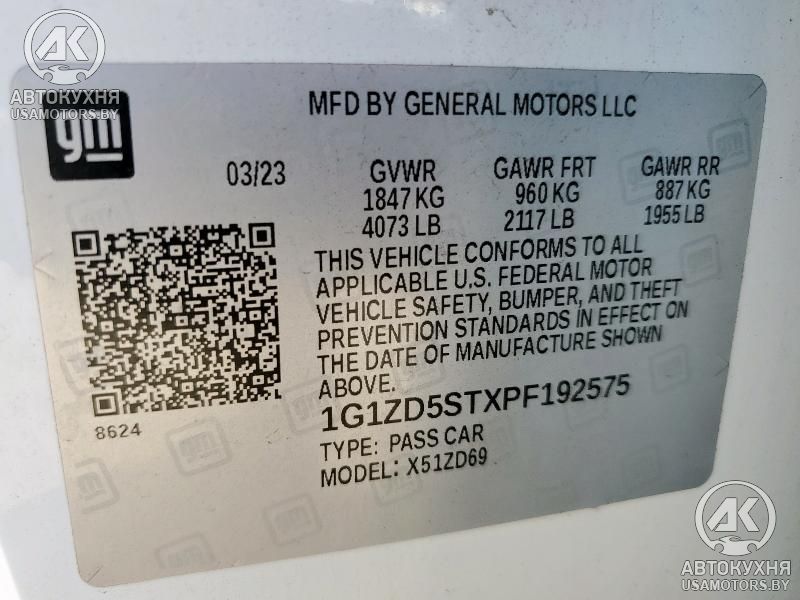 AK
АВТОКУХНЯ
USAMOTORS.BY
gm
MFD BY GENERAL MOTORS LLC
03/23
GVWR GAWR FRT GAWR RR
1847 KG 960 KG 887 KG
4073 LB 2117 LB 1955 LB
THIS VEHICLE CONFORMS TO ALL
APPLICABLE U.S. FEDERAL MOTOR
VEHICLE SAFETY, BUMPER, AND THEFT
PREVENTION STANDARDS IN EFFECT ON
THE DATE OF MANUFACTURE SHOWN
ABOVE.
8624
1G1ZD5STXPF192575
TYPE: PASS CAR
MODEL: X51ZD69
AK
АВТОКУХНЯ
USAMOTORS.BY